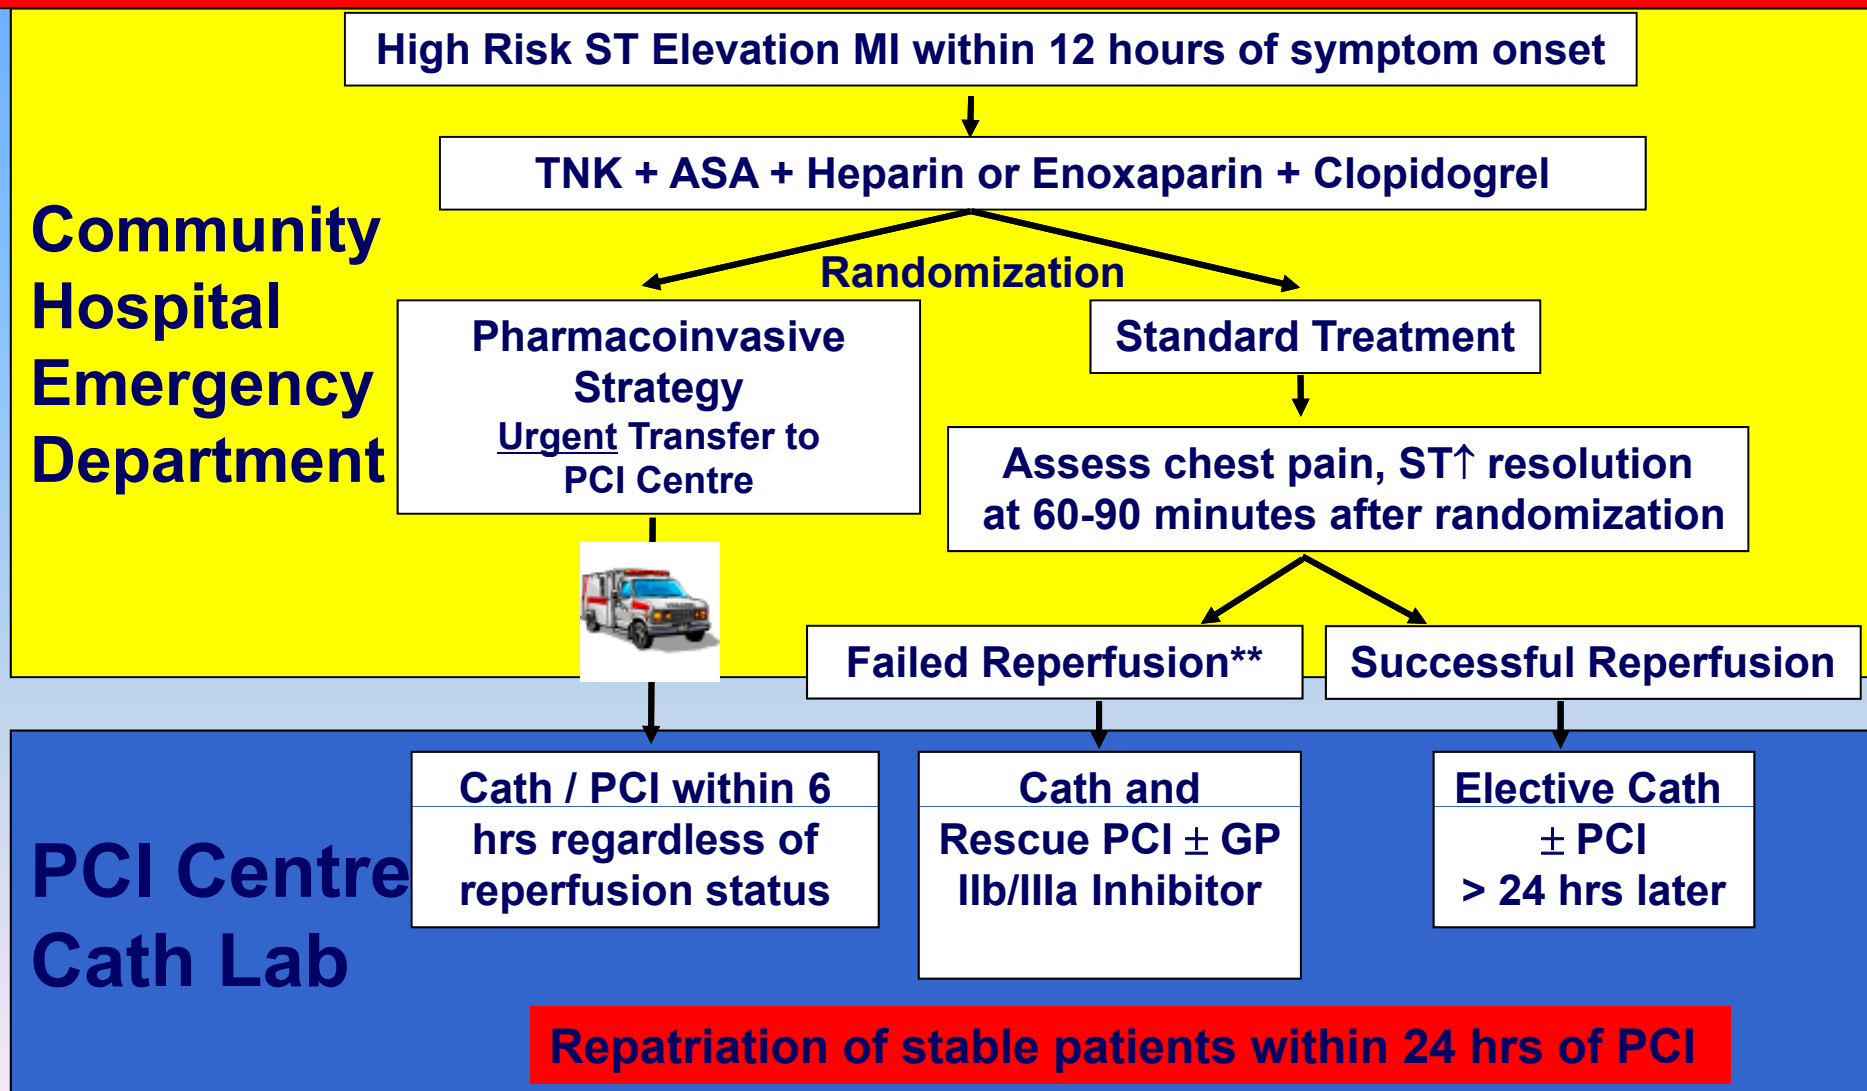 High Risk ST Elevation MI within 12 hours of symptom onset
TNK + ASA + Heparin or Enoxaparin + Clopidogrel
Community
Hospital
Emergency
Department
Randomization
Pharmacoinvasive
Strategy
Urgent Transfer to
PCI Centre
Standard Treatment
Assess chest pain, ST↑ resolution
at 60-90 minutes after randomization
Failed Reperfusion**
Successful Reperfusion
PCI Centre
Cath Lab
Cath / PCI within 6
hrs regardless of
reperfusion status
Cath and
Rescue PCI ± GP
IIb/IIIa Inhibitor
Elective Cath
± PCI
> 24 hrs later
Repatriation of stable patients within 24 hrs of PCI